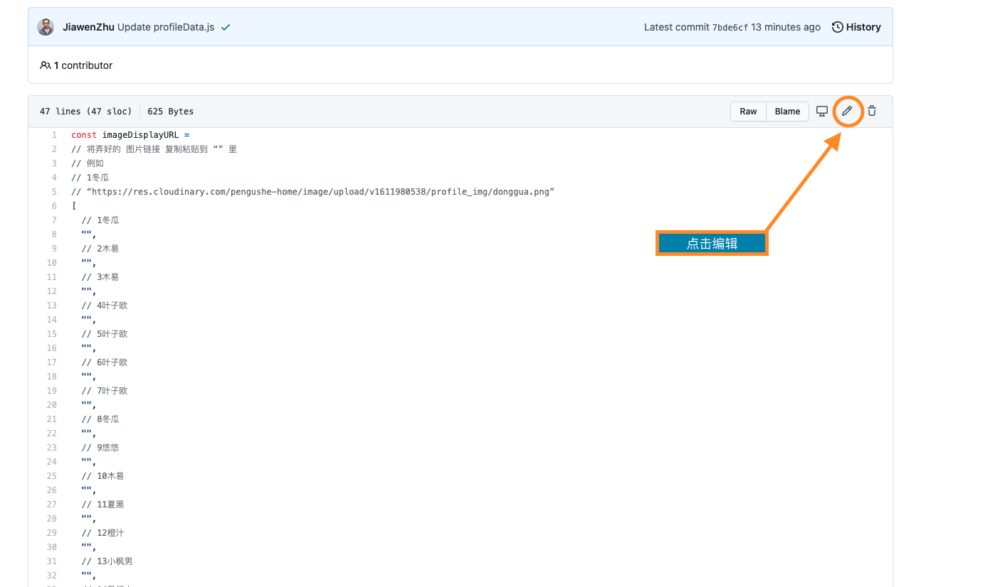 JiawenZhu Update profileData.js
Latest commit 7bde6cf 13 minutes ago History
1 contributor
47 lines (47 sloc) 625 Bytes
Raw Blame
点击编辑
1 const imageDisplayURL =
2 // 将弄好的 图片链接 复制粘贴到 “” 里
3 // 例如
4 // 1冬瓜
5 // “https://res.cloudinary.com/pengushe-home/image/upload/v1611980538/profile_img/donggua.png”
6 [
7 // 1冬瓜
8 "",
9 // 2木易
10 "",
11 // 3木易
12 "",
13 // 4叶子欧
14 "",
15 // 5叶子欧
16 "",
17 // 6叶子欧
18 "",
19 // 7叶子欧
20 "",
21 // 8冬瓜
22 "",
23 // 9悠悠
24 "",
25 // 10木易
26 "",
27 // 11夏黑
28 "",
29 // 12橙汁
30 "",
31 // 13小枫男
32 "",